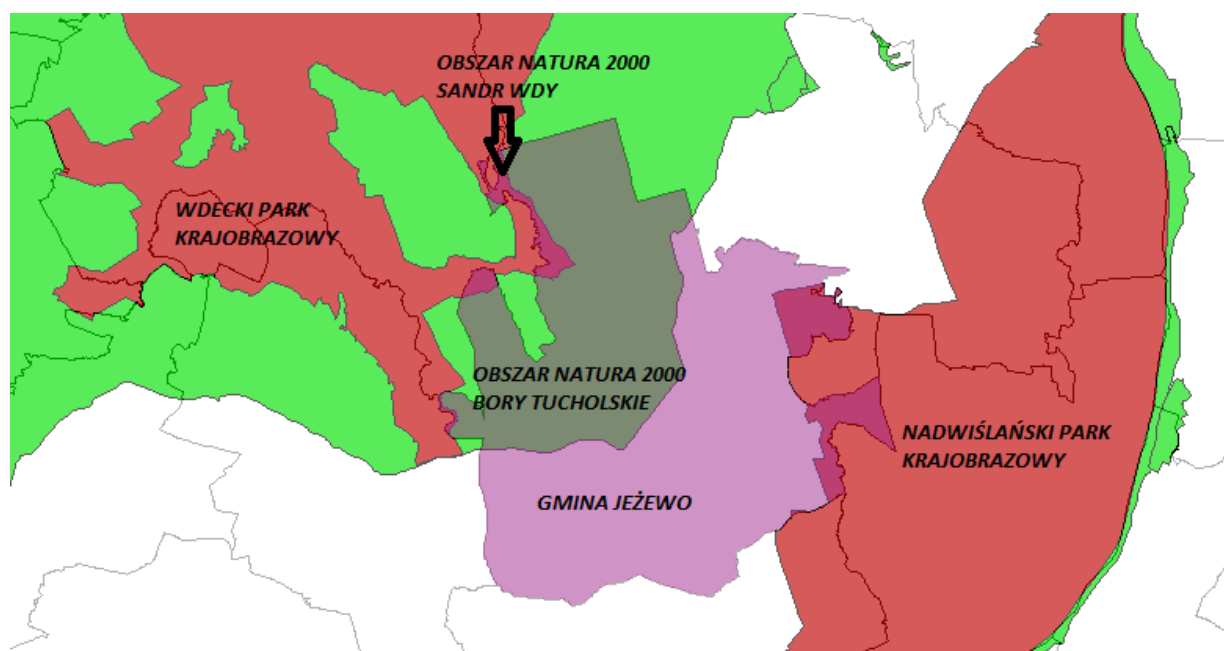 OBSZAR NATURA 2000
SANDR WDY
WDECKI PARK
KRAJOBRAZOWY
OBSZAR NATURA 2000
BORY TUCHOLSKIE
NADWIŚLAŃSKI PARK
KRAJOBRAZOWY
GMINA JEŻEWO